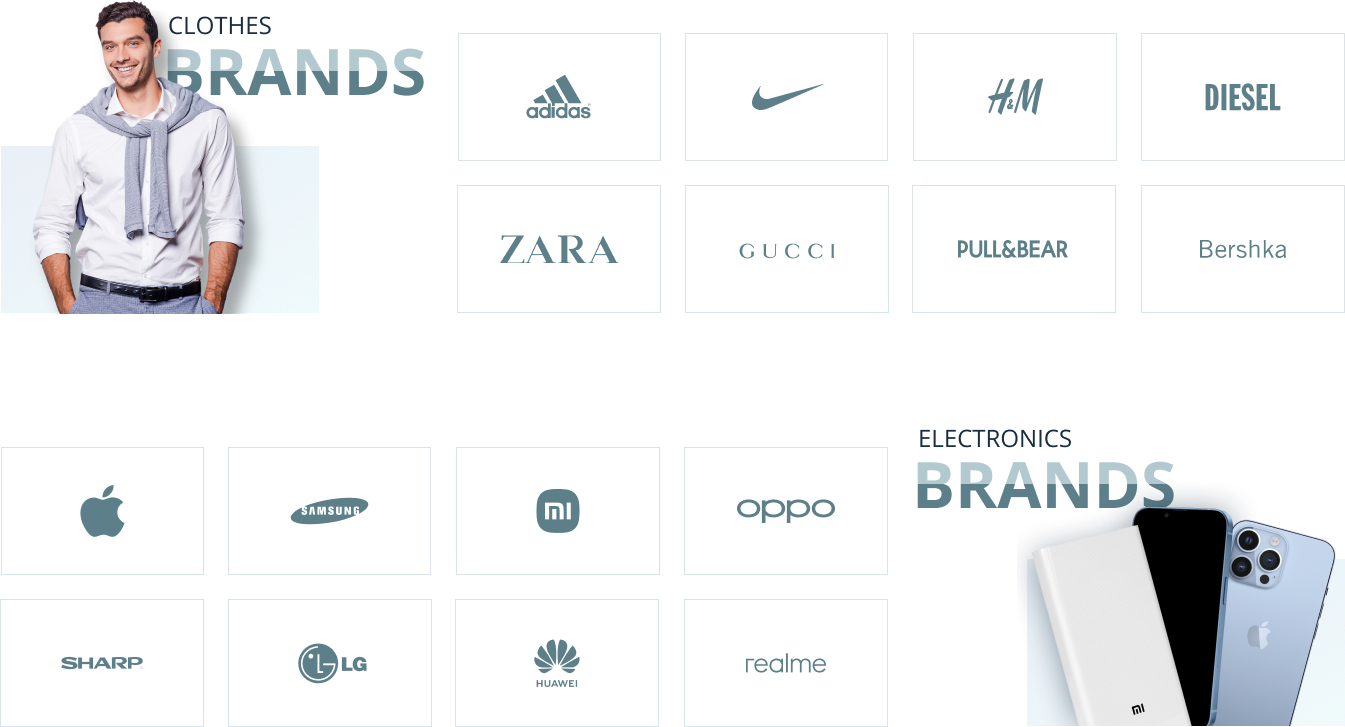 CLOTHES
BRANDS
adidas
H&M
DIESEL
ZARA
GUCCI
PULL&BEAR
Bershka
ELECTRONICS
BRANDS
SAMSUNG
mi
oppo
SHARP
LG
LG
HUAWEI
realme
mi